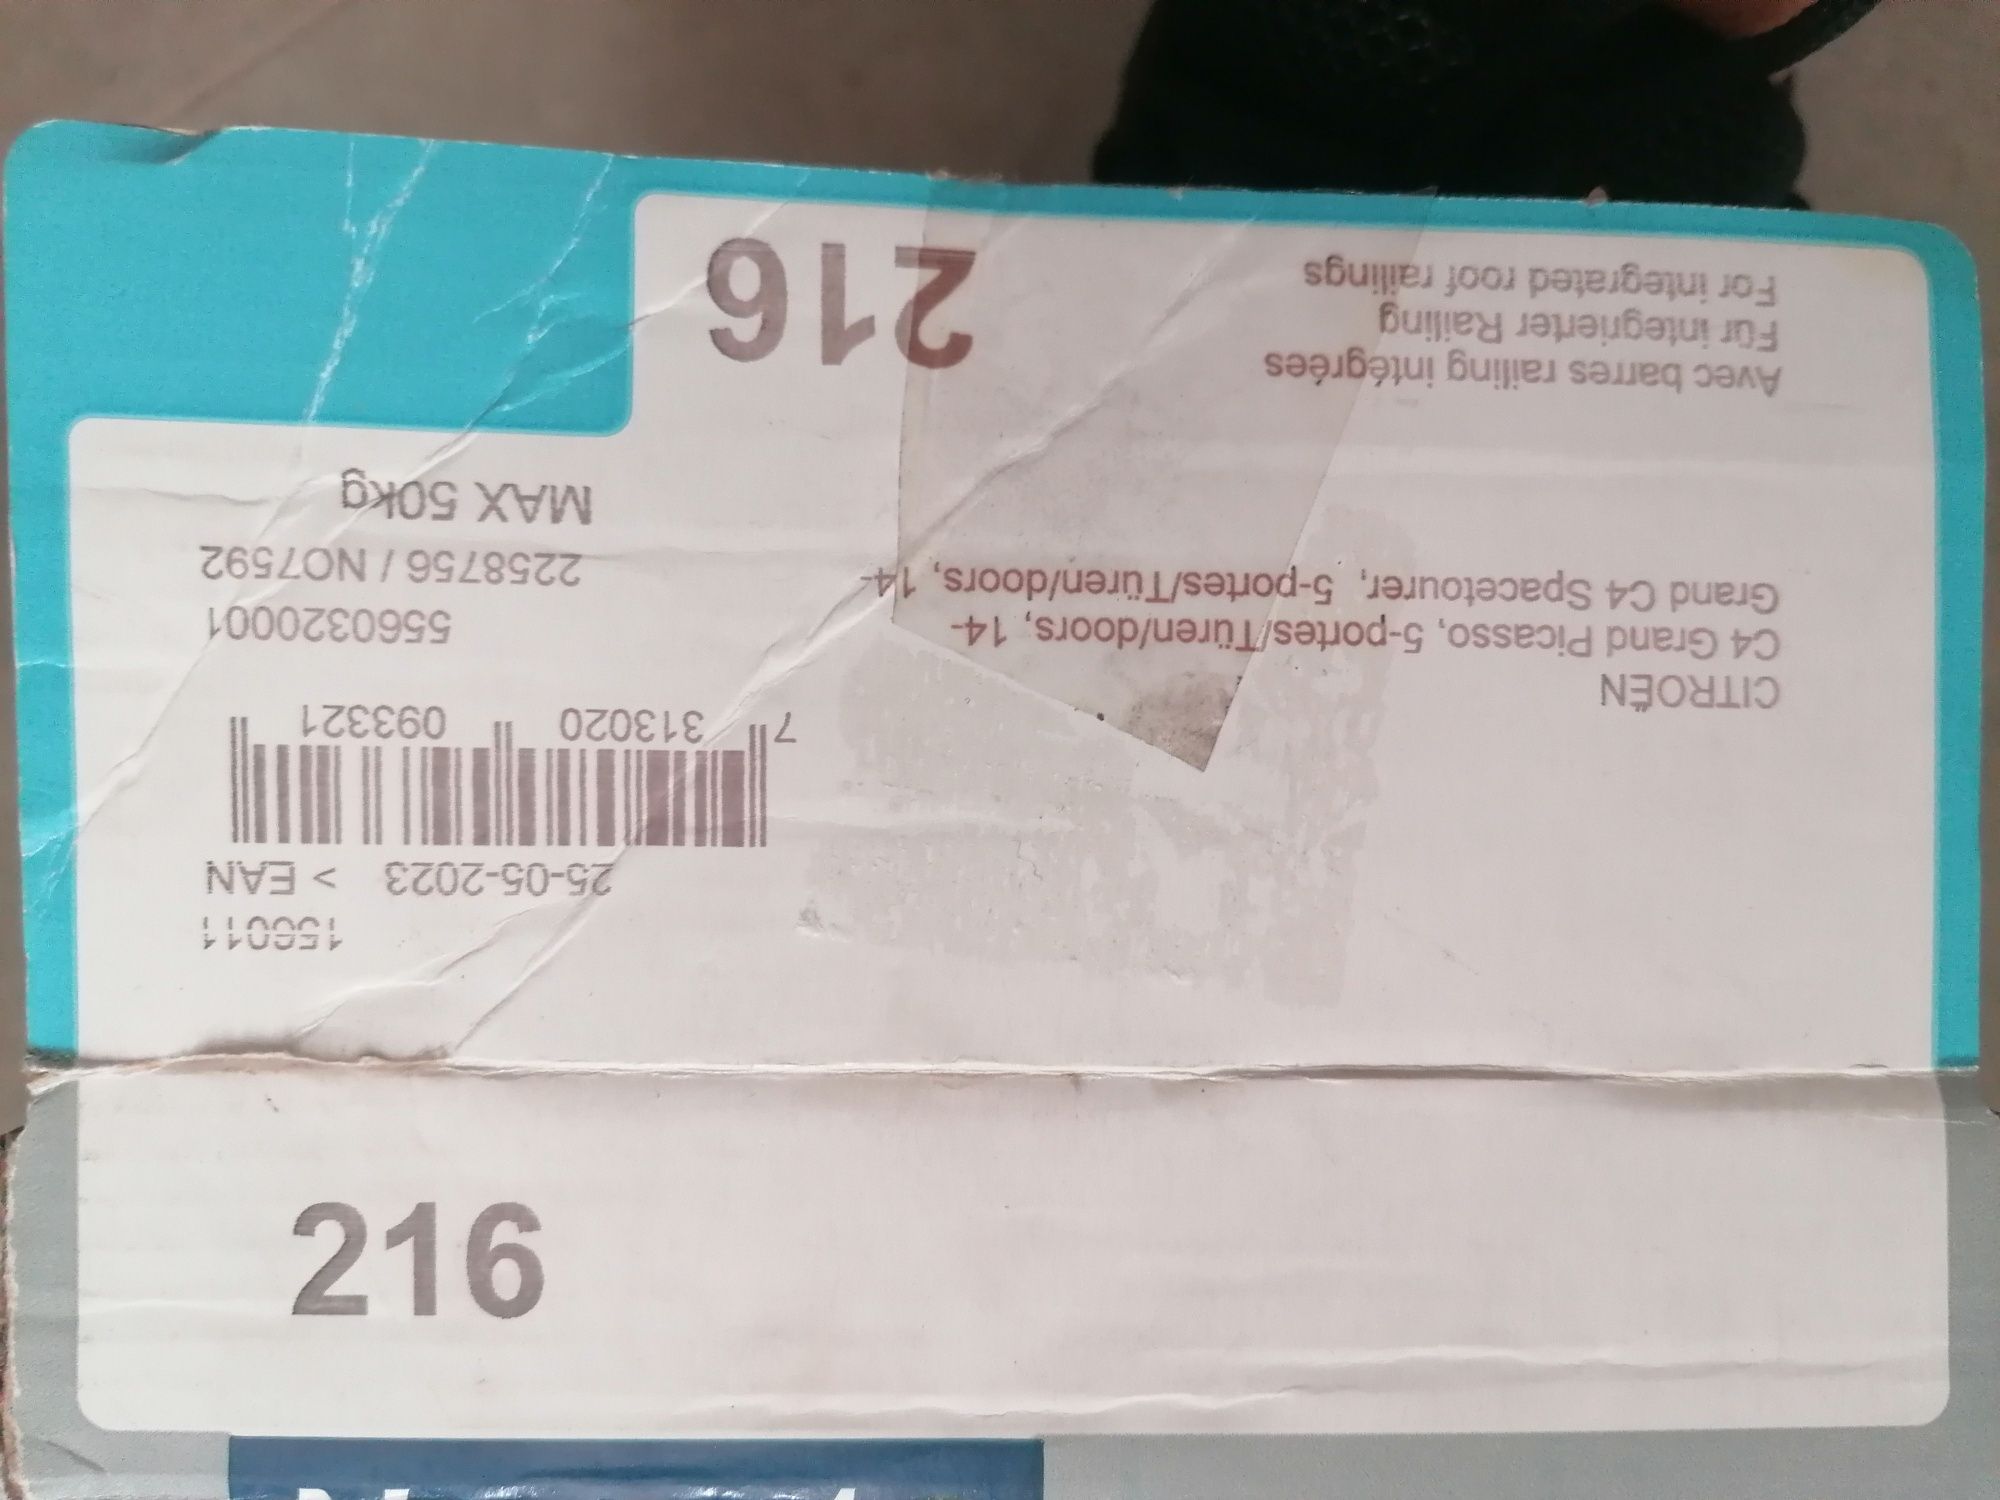 156011
25-05-2023 > EAN
7 313020 093321
5560320001
2258756 / NO7592
MAX 50kg
CITROËN
C4 Grand Picasso, 5-portes/Türen/doors, 14-
Grand C4 Spacetourer, 5-portes/Türen/doors, 14-
Avec barres railing intégrées
Für integrierter Railing
For integrated roof railings
216
216